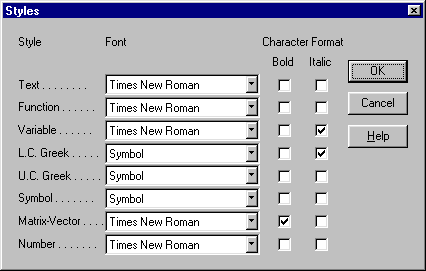 Styles
Style Font Character Format
Bold Italic
Text . . . . . . . . Times New Roman
OK
Function . . . . . . Times New Roman
Cancel
Variable . . . . . . Times New Roman
Help
L.C. Greek . . . . . Symbol
U.C. Greek . . . . . Symbol
Symbol . . . . . . . Symbol
Matrix-Vector . . . . Times New Roman
Number . . . . . . . Times New Roman